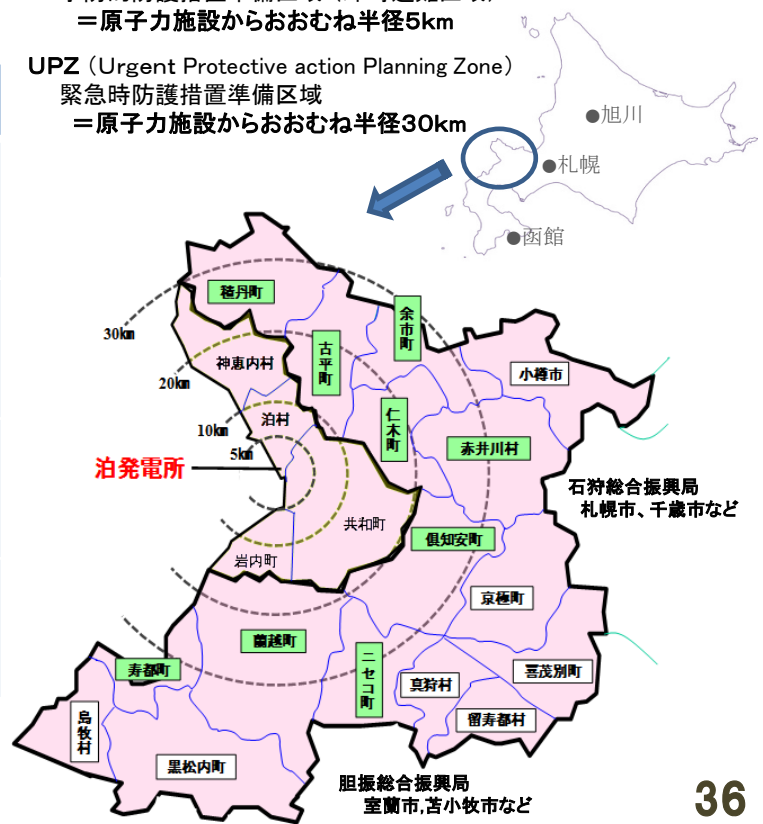 ＝原子力施設からおおむね半径5km
UPZ（Urgent Protective action Planning Zone）
緊急時防護措置準備区域
＝原子力施設からおおむね半径30km
●旭川
●札幌
●函館
積丹町
余市町
30㎞
古平町
小樽市
神恵内村
20㎞
仁木町
泊村
10㎞
赤井川村
5㎞
泊発電所
石狩総合振興局
札幌市、千歳市など
共和町
倶知安町
岩内町
京極町
蘭越町
寿都町
ニセコ町
真狩村
喜茂別町
島牧村
留寿都村
黒松内町
胆振総合振興局
室蘭市,苫小牧市など
36